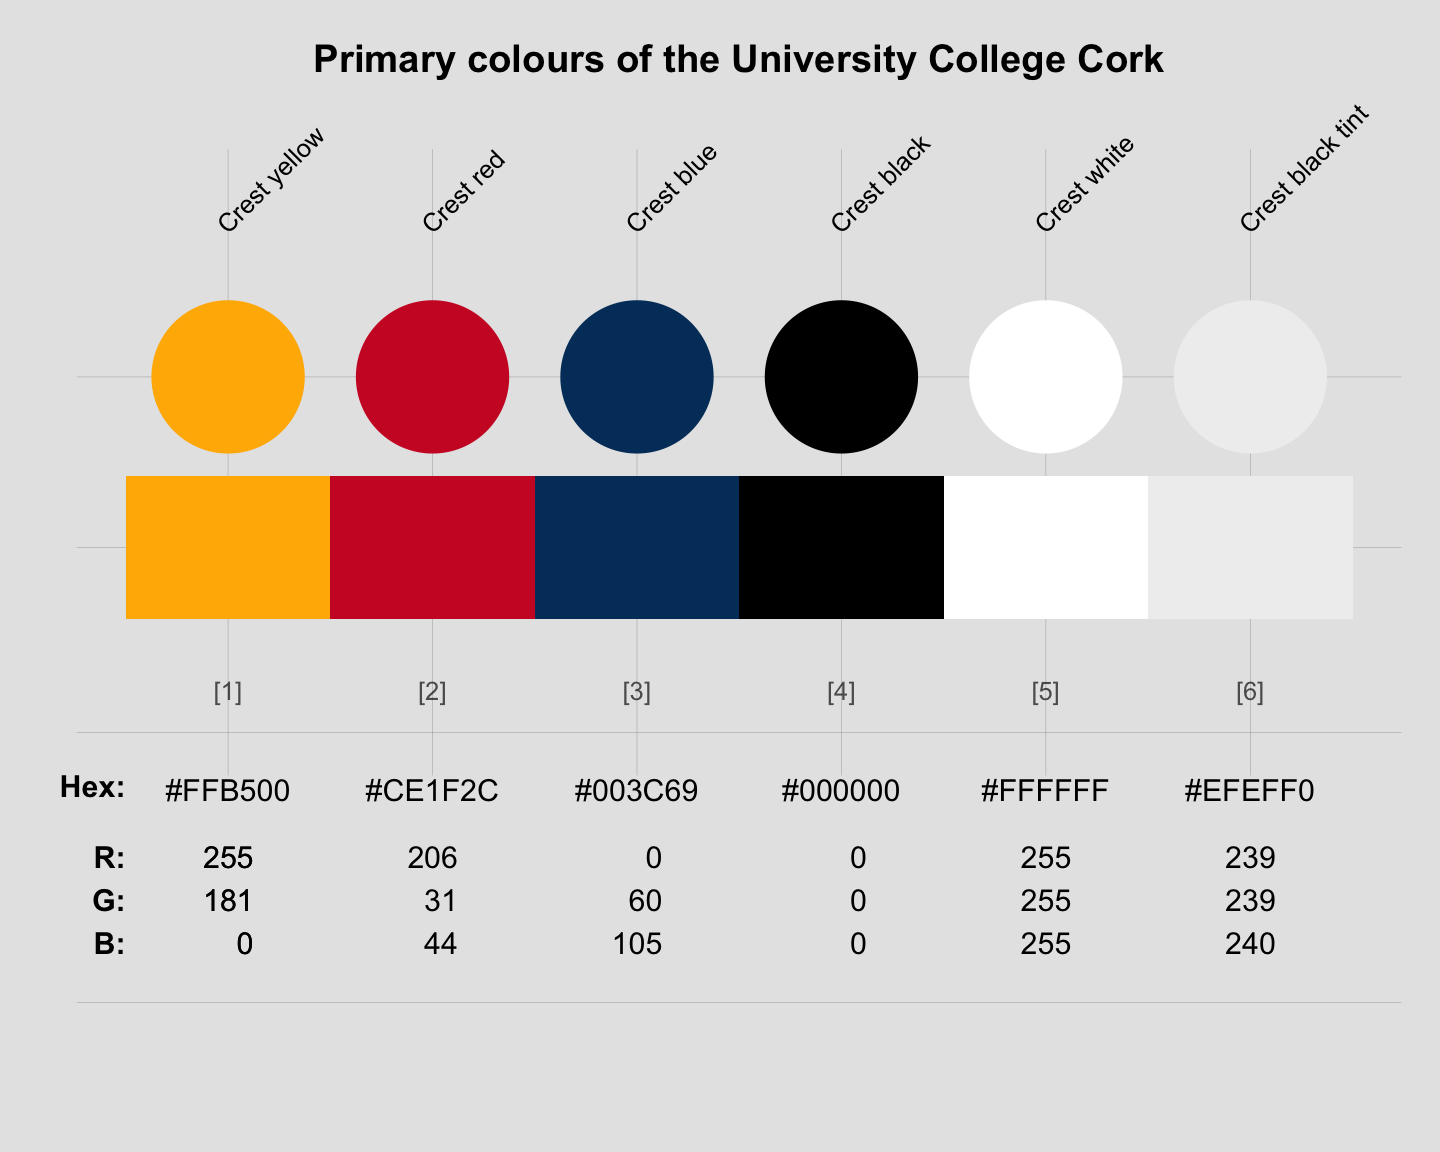 Primary colours of the University College Cork
Crest yellow
Crest red
Crest blue
Crest black
Crest white
Crest black tint
[1] [2] [3] [4] [5] [6]
Hex: #FFB500 #CE1F2C #003C69 #000000 #FFFFFF #EFEFF0
R: 255 206 0 0 255 239
G: 181 31 60 0 255 239
B: 0 44 105 0 255 240